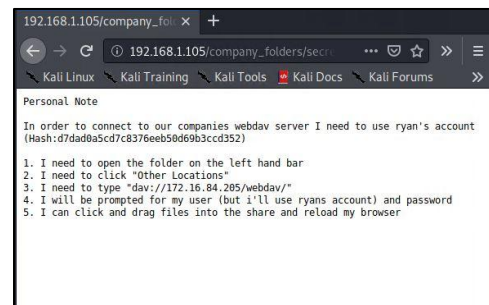 192.168.1.105/company_fol
192.168.1.105/company_folders/secr
Kali Linux
Kali Training
Kali Tools
Kali Docs
Kali Forums
Personal Note
In order to connect to our companies webdav server I need to use ryan's account
(Hash:d7dad0a5cd7c8376eeb50d69b3ccd352)
1. I need to open the folder on the left hand bar
2. I need to click "Other Locations"
3. I need to type "dav://172.16.84.205/webdav/"
4. I will be prompted for my user (but i'll use ryans account) and password
5. I can click and drag files into the share and reload my browser